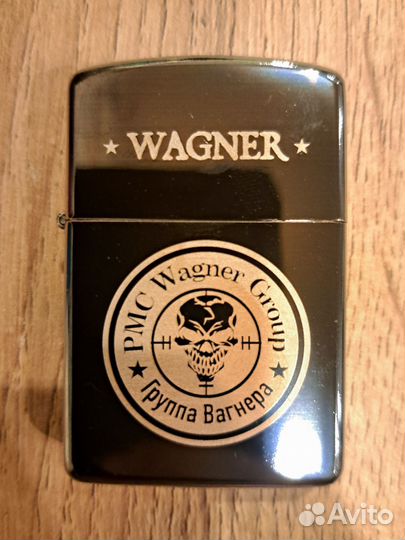 ★ WAGNER ★
PMC Wagner Group
★ Группа Вагнера ★
Avito